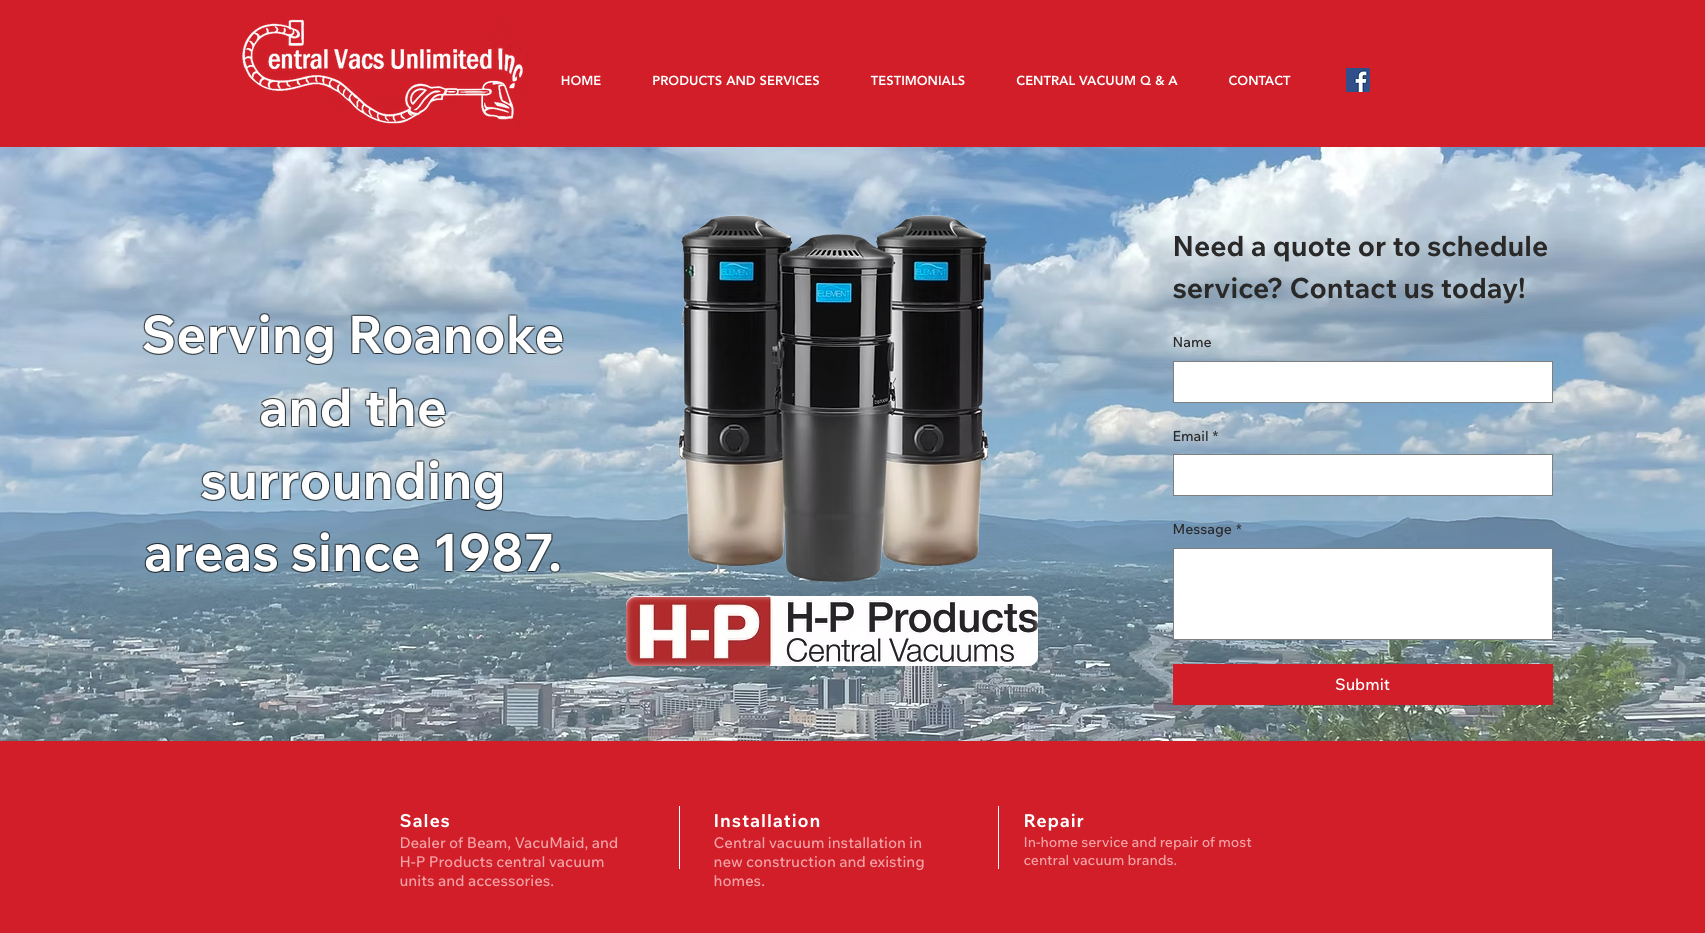 Central Vacs Unlimited Inc
HOME
PRODUCTS AND SERVICES
TESTIMONIALS
CENTRAL VACUUM Q & A
CONTACT
f
Serving Roanoke
and the
surrounding
areas since 1987.
ELEMENT
ELEMENT
ELEMENT
H-P
H-P Products
Central Vacuums
Need a quote or to schedule
service? Contact us today!
Name
Email *
Message *
Submit
Sales
Dealer of Beam, VacuMaid, and
H-P Products central vacuum
units and accessories.
Installation
Central vacuum installation in
new construction and existing
homes.
Repair
In-home service and repair of most
central vacuum brands.